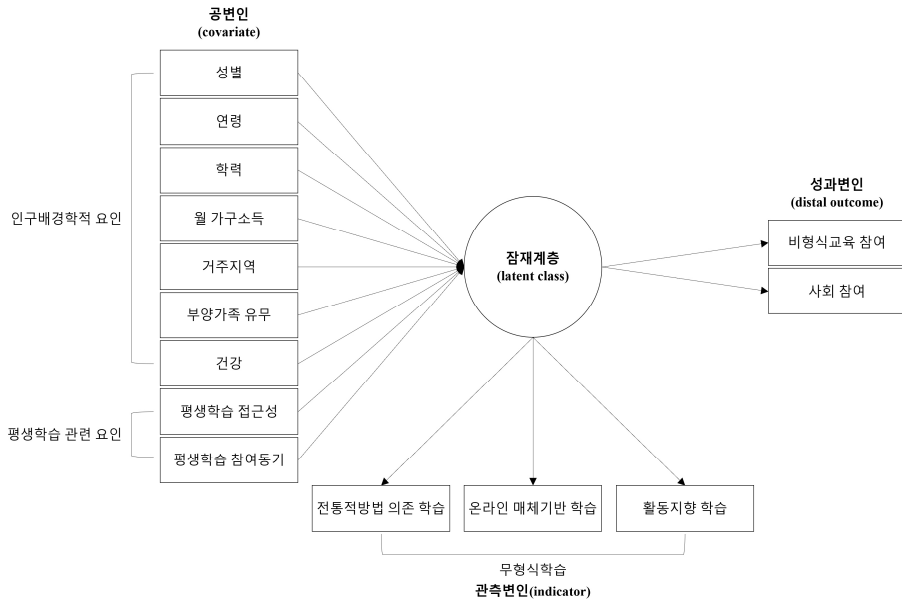 공변인
(covariate)
성별
연령
학력
월 가구소득
거주지역
부양가족 유무
건강
평생학습 접근성
평생학습 참여동기
인구배경학적 요인
평생학습 관련 요인
잠재계층
(latent class)
성과변인
(distal outcome)
비형식교육 참여
사회 참여
전통적방법 의존 학습
온라인 매체기반 학습
활동지향 학습
무형식학습
관측변인(indicator)